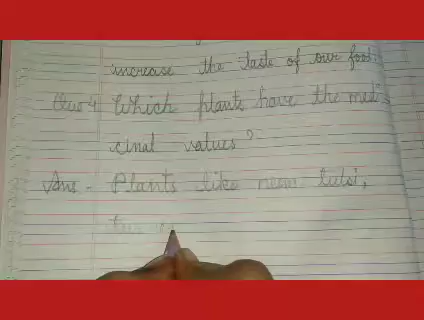 increase the taste of our food.
Ques 4 Which plants have the medi-
cinal values?
Ans - Plants like neem, tulsi,